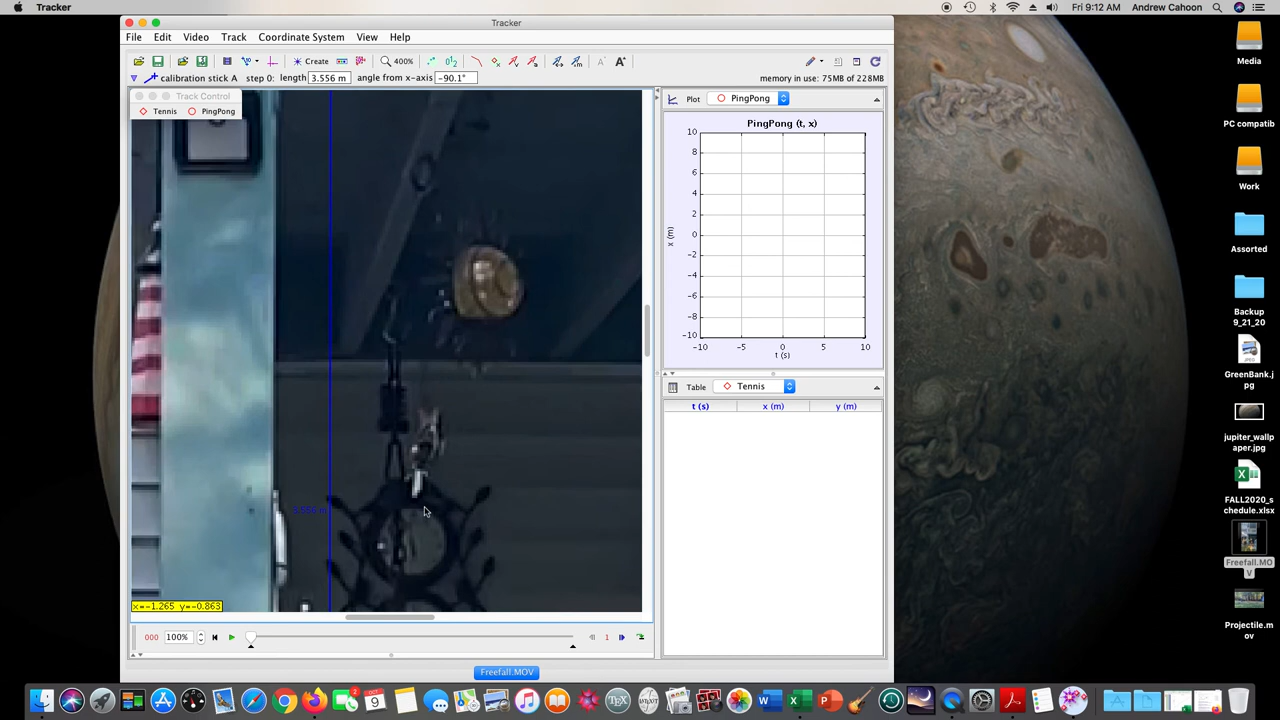 Tracker
Fri 9:12 AM Andrew Cahoon
Tracker
File Edit Video Track Coordinate System View Help
Create 400%
calibration stick A step 0: length 3.556 m angle from x-axis -90.1°
memory in use: 75MB of 228MB
Track Control
Tennis PingPong
3.556 m
x=-1.265 y=-0.863
000 100% 1
Plot PingPong
PingPong (t, x)
x (m)
10
8
6
4
2
0
-2
-4
-6
-8
-10
-10 -5 0 5 10
t (s)
Table Tennis
t (s) x (m) y (m)
Freefall.MOV
Media
PC compatib
Work
Assorted
Backup
9_21_20
GreenBank.j
pg
jupiter_wallp
aper.jpg
FALL2020_s
chedule.xlsx
Freefall.MO
V
Projectile.m
ov